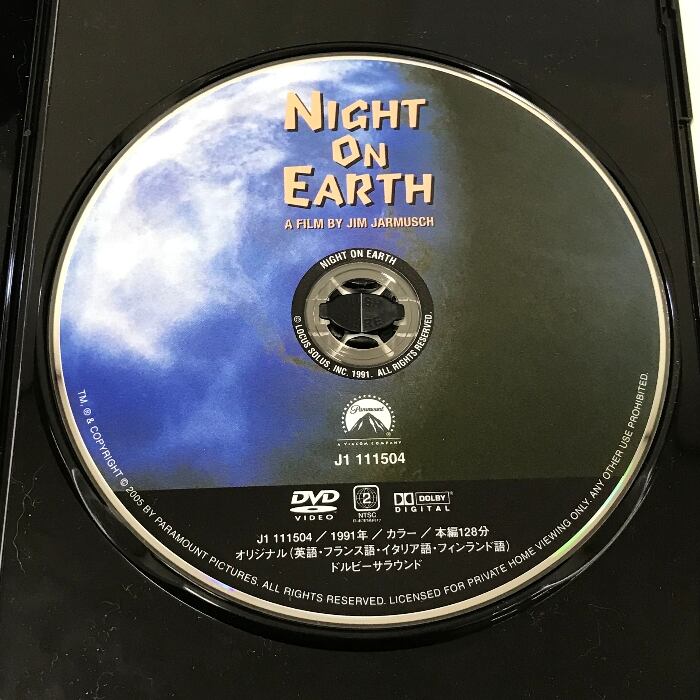 NIGHT
ON
EARTH
A FILM BY JIM JARMUSCH
NIGHT ON EARTH
© LOCUS SOLUS, INC. 1991. ALL RIGHTS RESERVED.
Paramount
A VIACOM COMPANY
J1 111504
DVD
VIDEO
2
NTSC
DOLBY
DIGITAL
J1 111504／1991年／カラー／本編128分
オリジナル(英語・フランス語・イタリア語・フィンランド語)
ドルビーサラウンド
TM, ® & COPYRIGHT © 2005 BY PARAMOUNT PICTURES. ALL RIGHTS RESERVED. LICENSED FOR PRIVATE HOME VIEWING ONLY. ANY OTHER USE PROHIBITED.